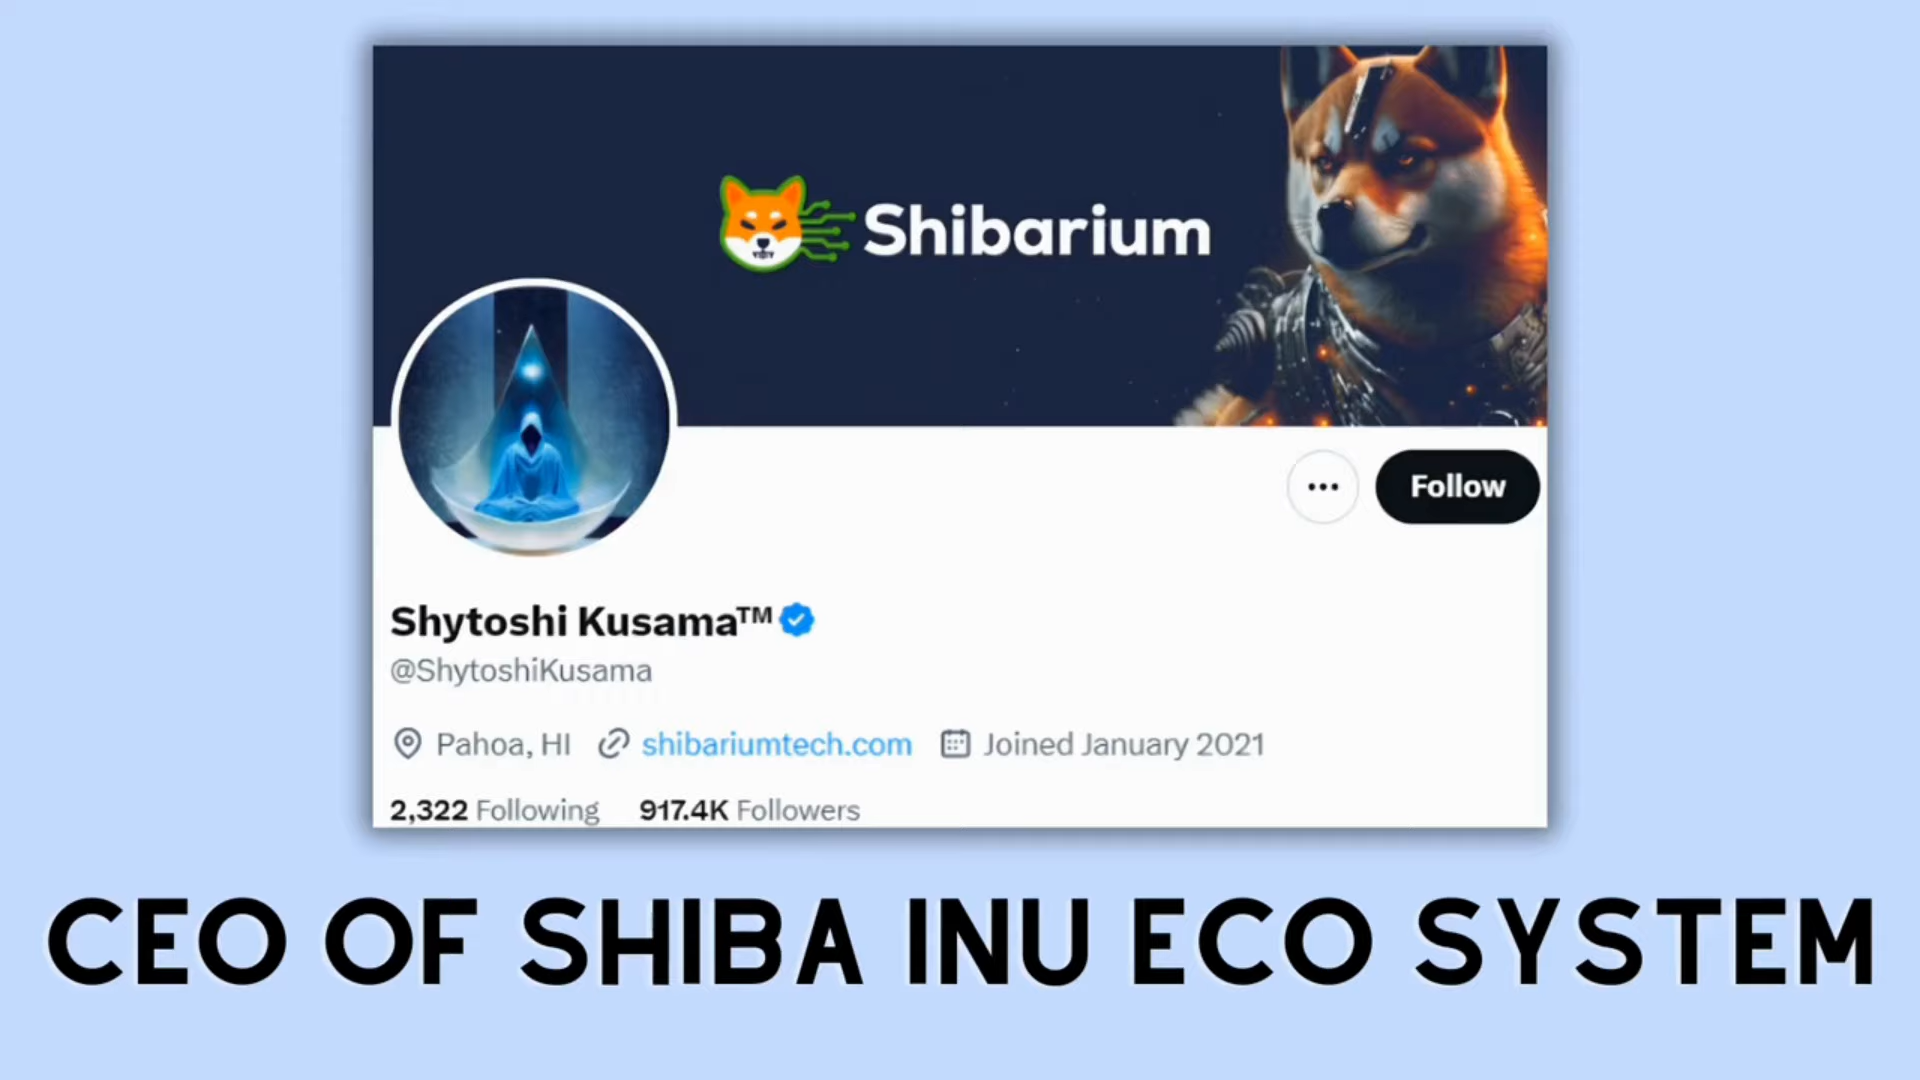 Shibarium
Follow
Shytoshi Kusama™
@ShytoshiKusama
Pahoa, HI shibariumtech.com Joined January 2021
2,322 Following 917.4K Followers
CEO OF SHIBA INU ECO SYSTEM